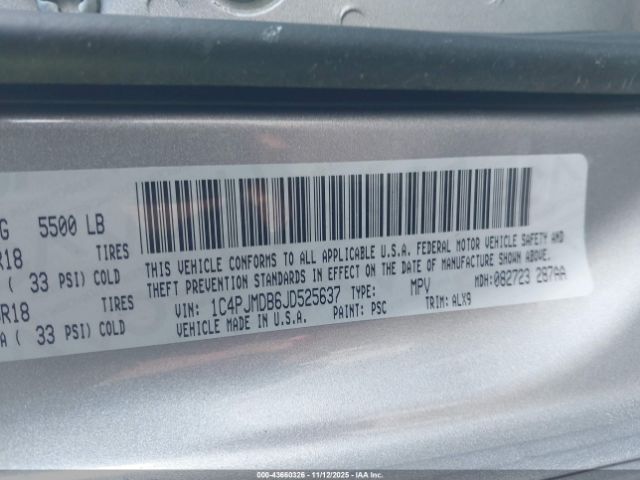 G 5500 LB
R18 TIRES
( 33 PSI) COLD
R18 TIRES
A ( 33 PSI) COLD
THIS VEHICLE CONFORMS TO ALL APPLICABLE U.S.A. FEDERAL MOTOR VEHICLE SAFETY AND
THEFT PREVENTION STANDARDS IN EFFECT ON THE DATE OF MANUFACTURE SHOWN ABOVE.
VIN: 1C4PJMDB6JD525637 TYPE: MPV MDH: 082723 287AA
VEHICLE MADE IN U.S.A. PAINT: PSC TRIM: ALX9
000-43660326 - 11/12/2025 - IAA Inc.